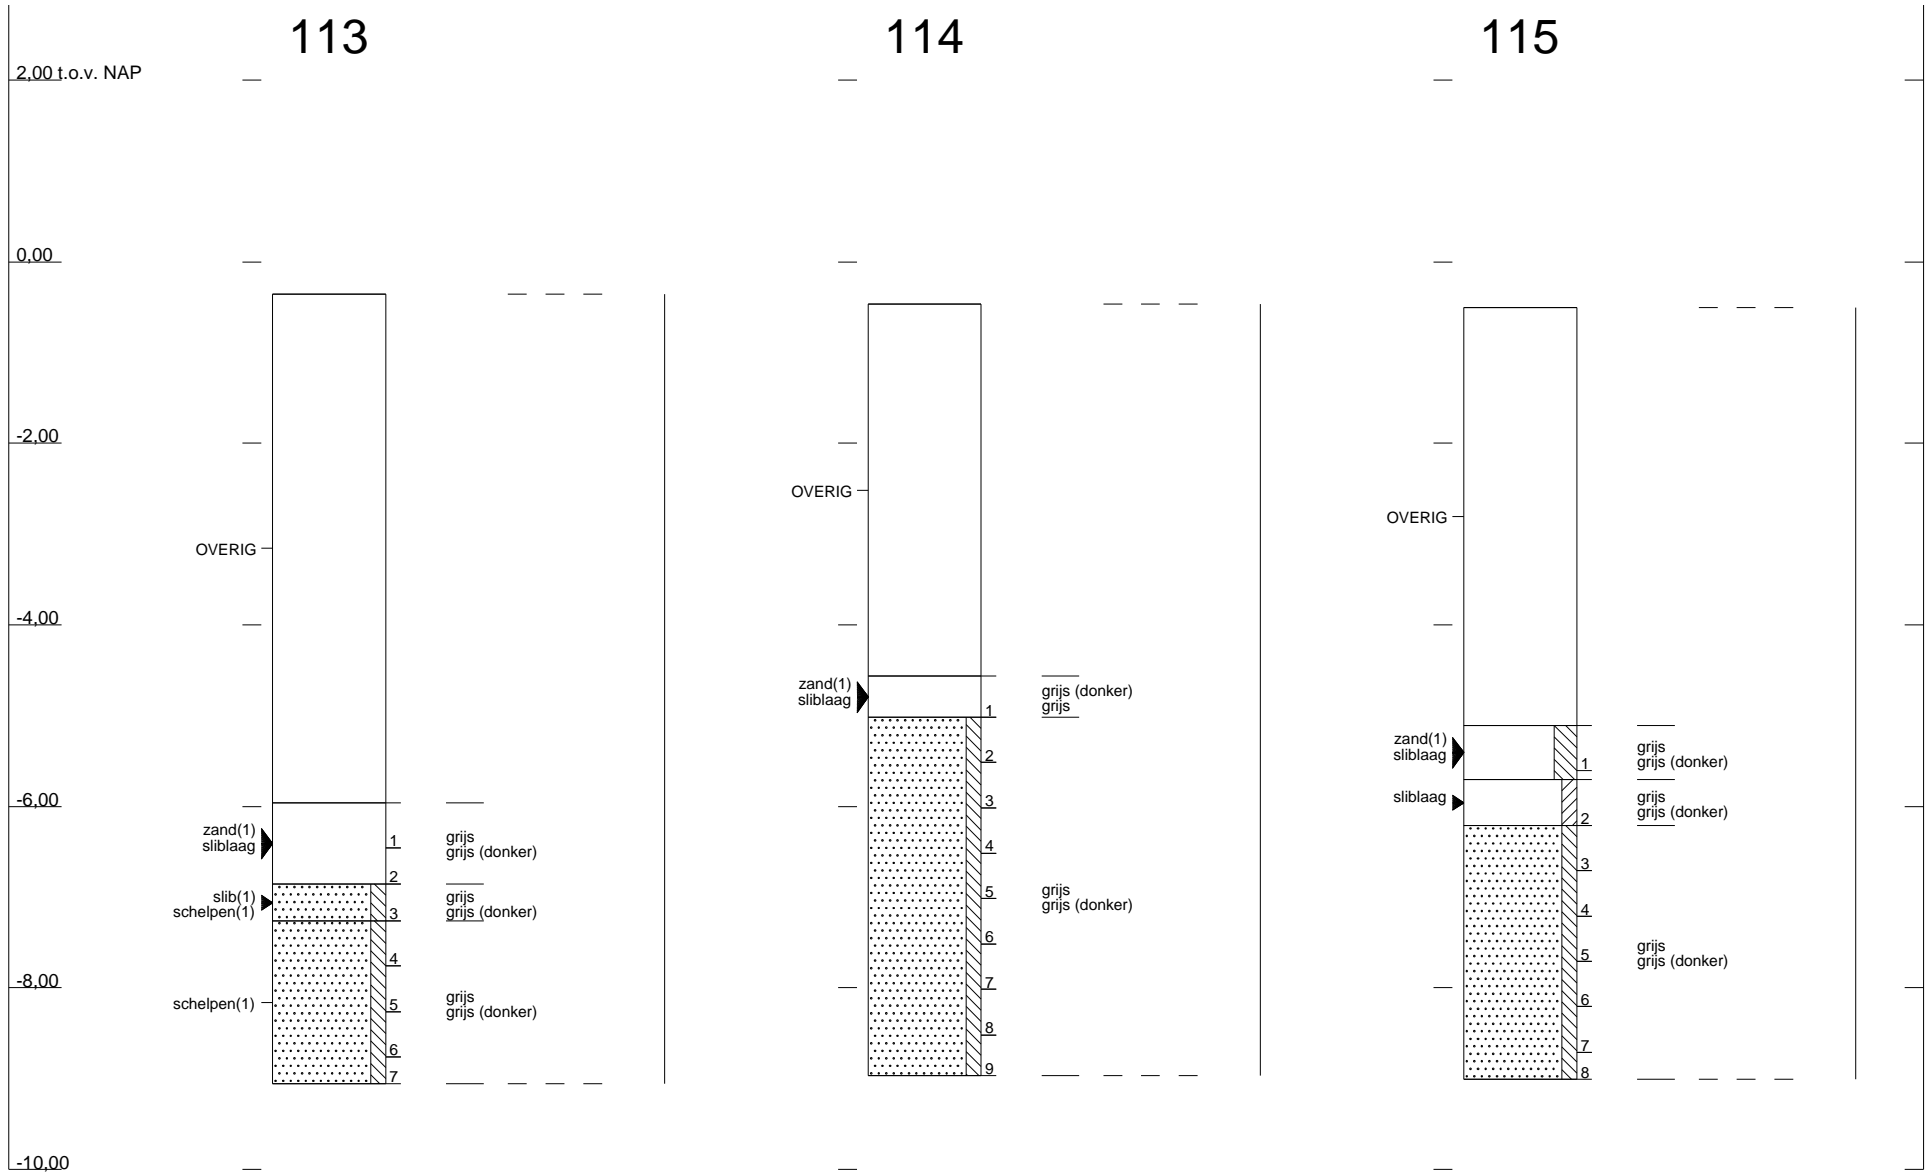 113
114
115
2,00 t.o.v. NAP
0,00
-2,00
-4,00
-6,00
-8,00
-10,00
OVERIG
zand(1)
sliblaag
slib(1)
schelpen(1)
schelpen(1)
1
2
3
4
5
6
7
grijs
grijs (donker)
grijs
grijs (donker)
grijs
grijs (donker)
OVERIG
zand(1)
sliblaag
1
2
3
4
5
6
7
8
9
grijs (donker)
grijs
grijs
grijs (donker)
OVERIG
zand(1)
sliblaag
sliblaag
1
2
3
4
5
6
7
8
grijs
grijs (donker)
grijs
grijs (donker)
grijs
grijs (donker)